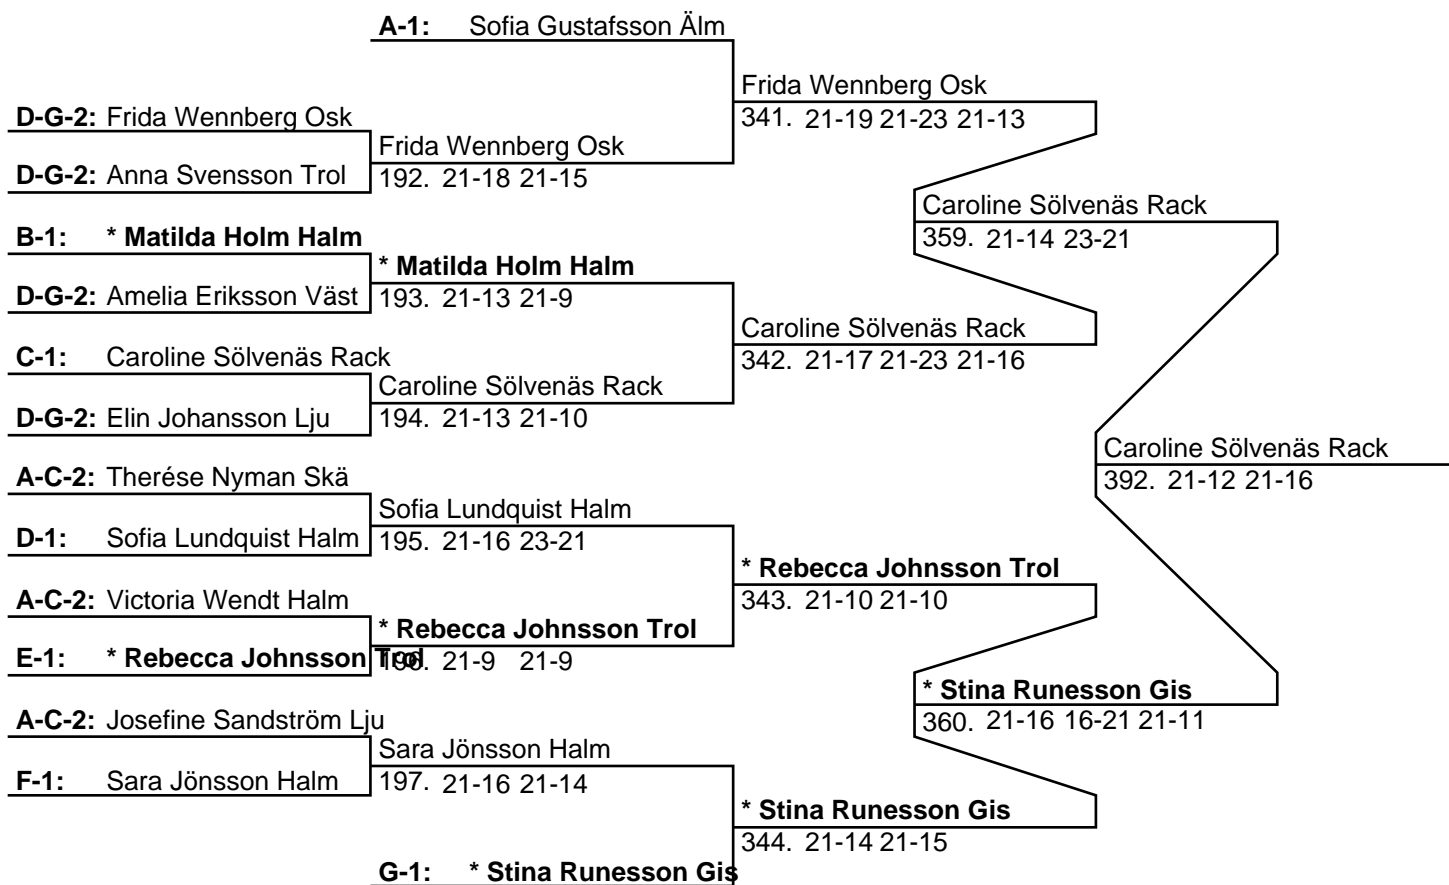 A-1: Sofia Gustafsson Älm
Frida Wennberg Osk
341. 21-19 21-23 21-13
D-G-2: Frida Wennberg Osk
Frida Wennberg Osk
D-G-2: Anna Svensson Trol
192. 21-18 21-15
Caroline Sölvenäs Rack
359. 21-14 23-21
B-1: * Matilda Holm Halm
* Matilda Holm Halm
D-G-2: Amelia Eriksson Väst
193. 21-13 21-9
Caroline Sölvenäs Rack
342. 21-17 21-23 21-16
C-1: Caroline Sölvenäs Rack
Caroline Sölvenäs Rack
D-G-2: Elin Johansson Lju
194. 21-13 21-10
Caroline Sölvenäs Rack
392. 21-12 21-16
A-C-2: Therése Nyman Skä
Sofia Lundquist Halm
D-1: Sofia Lundquist Halm
195. 21-16 23-21
* Rebecca Johnsson Trol
343. 21-10 21-10
A-C-2: Victoria Wendt Halm
* Rebecca Johnsson Trol
E-1: * Rebecca Johnsson Trol
196. 21-9 21-9
* Stina Runesson Gis
360. 21-16 16-21 21-11
A-C-2: Josefine Sandström Lju
Sara Jönsson Halm
F-1: Sara Jönsson Halm
197. 21-16 21-14
* Stina Runesson Gis
344. 21-14 21-15
G-1: * Stina Runesson Gis